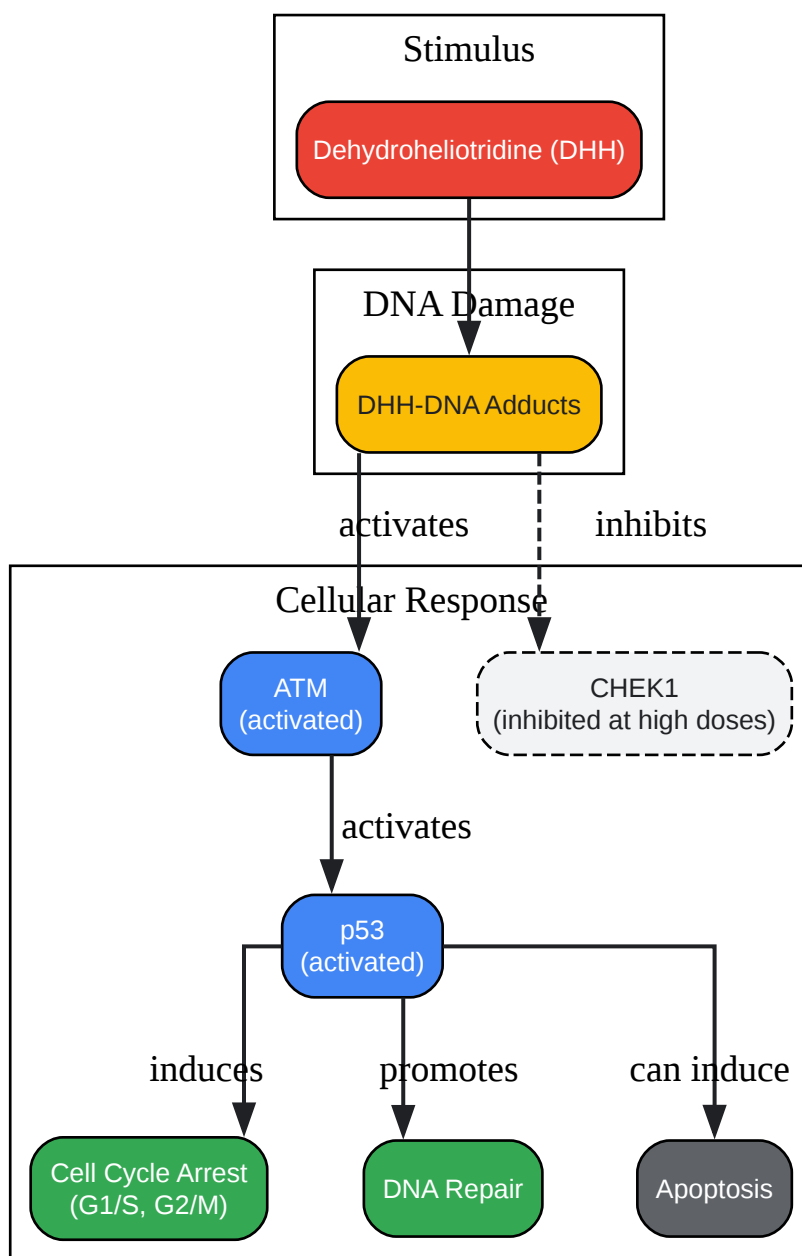 Stimulus
Dehydroheliotridine (DHH)
DNA Damage
DHH-DNA Adducts
activates
inhibits
Cellular Response
ATM
(activated)
CHEK1
(inhibited at high doses)
activates
p53
(activated)
induces
promotes
can induce
Cell Cycle Arrest
(G1/S, G2/M)
DNA Repair
Apoptosis